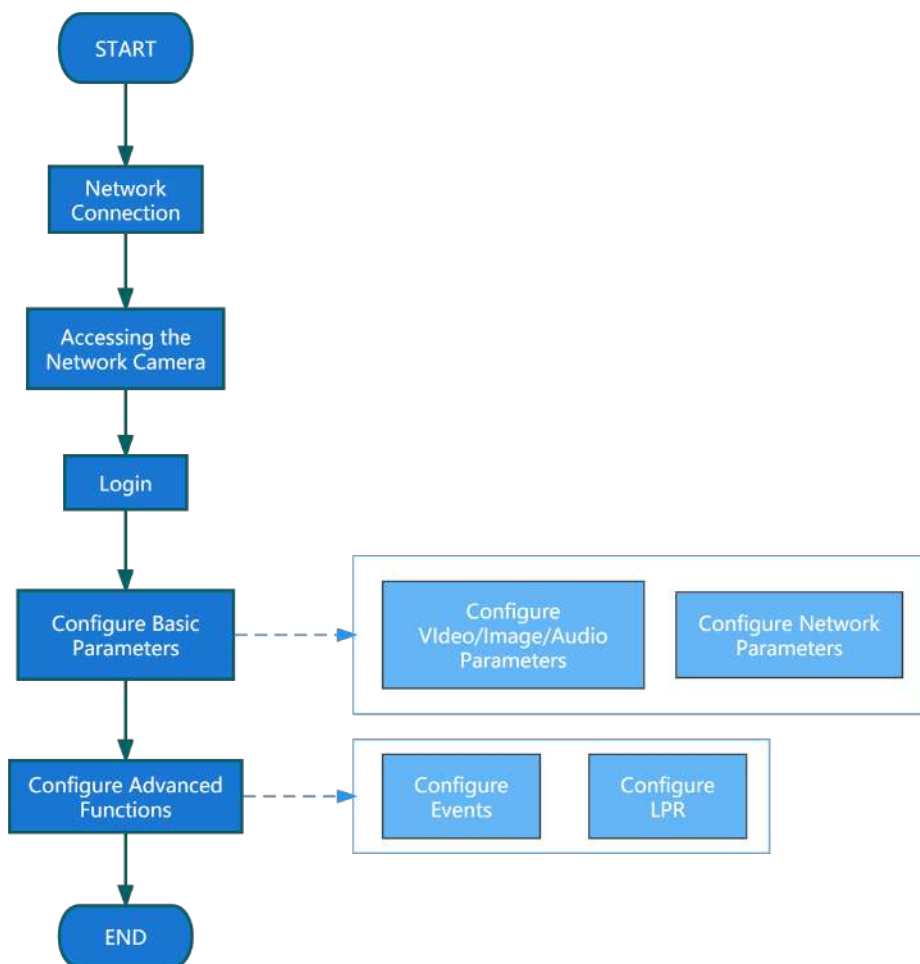 START
Network
Connection
Accessing the
Network Camera
Login
Configure Basic
Parameters
Configure
VIdeo/Image/Audio
Parameters
Configure Network
Parameters
Configure Advanced
Functions
Configure
Events
Configure
LPR
END